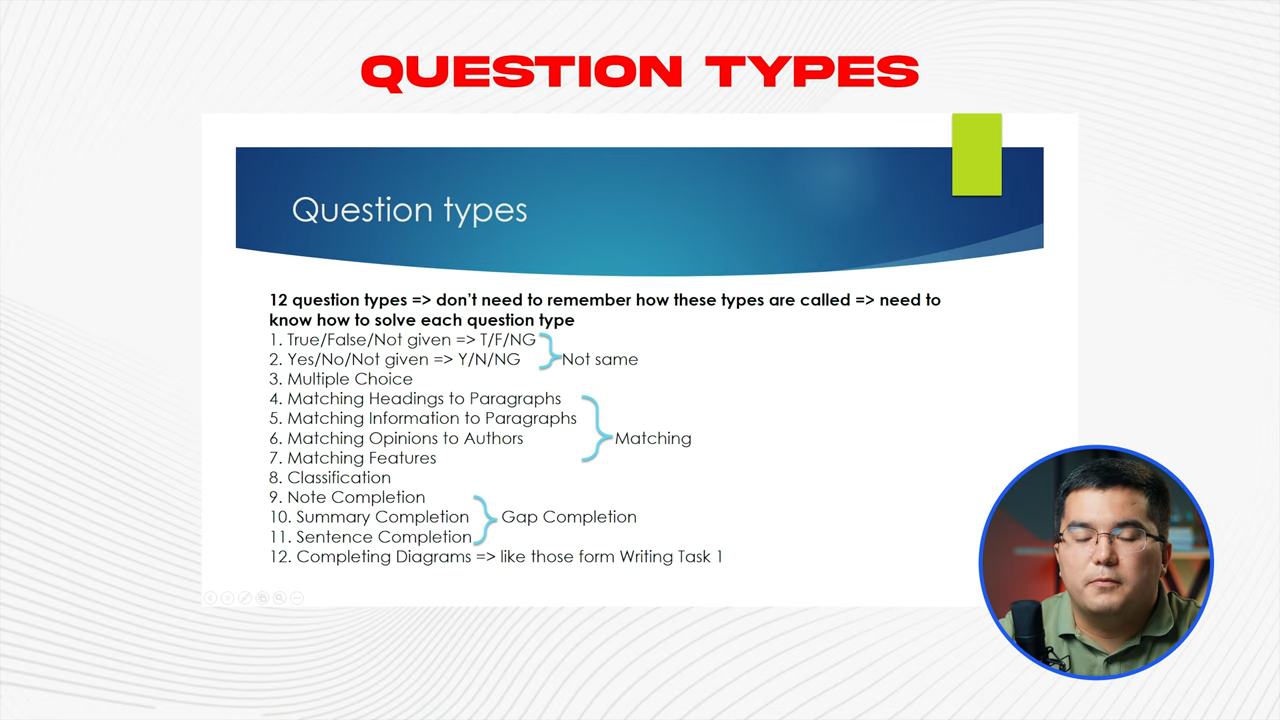 QUESTION TYPES
Question types
12 question types => don't need to remember how these types are called => need to
know how to solve each question type
1. True/False/Not given => T/F/NG
2. Yes/No/Not given => Y/N/NG Not same
3. Multiple Choice
4. Matching Headings to Paragraphs
5. Matching Information to Paragraphs
6. Matching Opinions to Authors Matching
7. Matching Features
8. Classification
9. Note Completion
10. Summary Completion Gap Completion
11. Sentence Completion
12. Completing Diagrams => like those form Writing Task 1